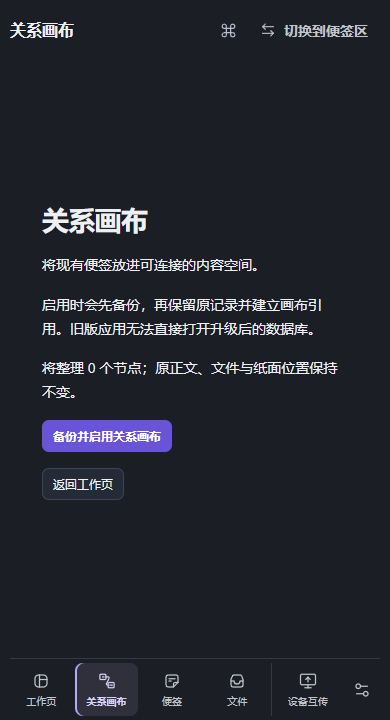 关系画布
切换到便签区
关系画布
将现有便签放进可连接的内容空间。
启用时会先备份，再保留原记录并建立画布引
用。旧版应用无法直接打开升级后的数据库。
将整理 0 个节点；原正文、文件与纸面位置保持
不变。
备份并启用关系画布
返回工作页
工作页
关系画布
便签
文件
设备互传